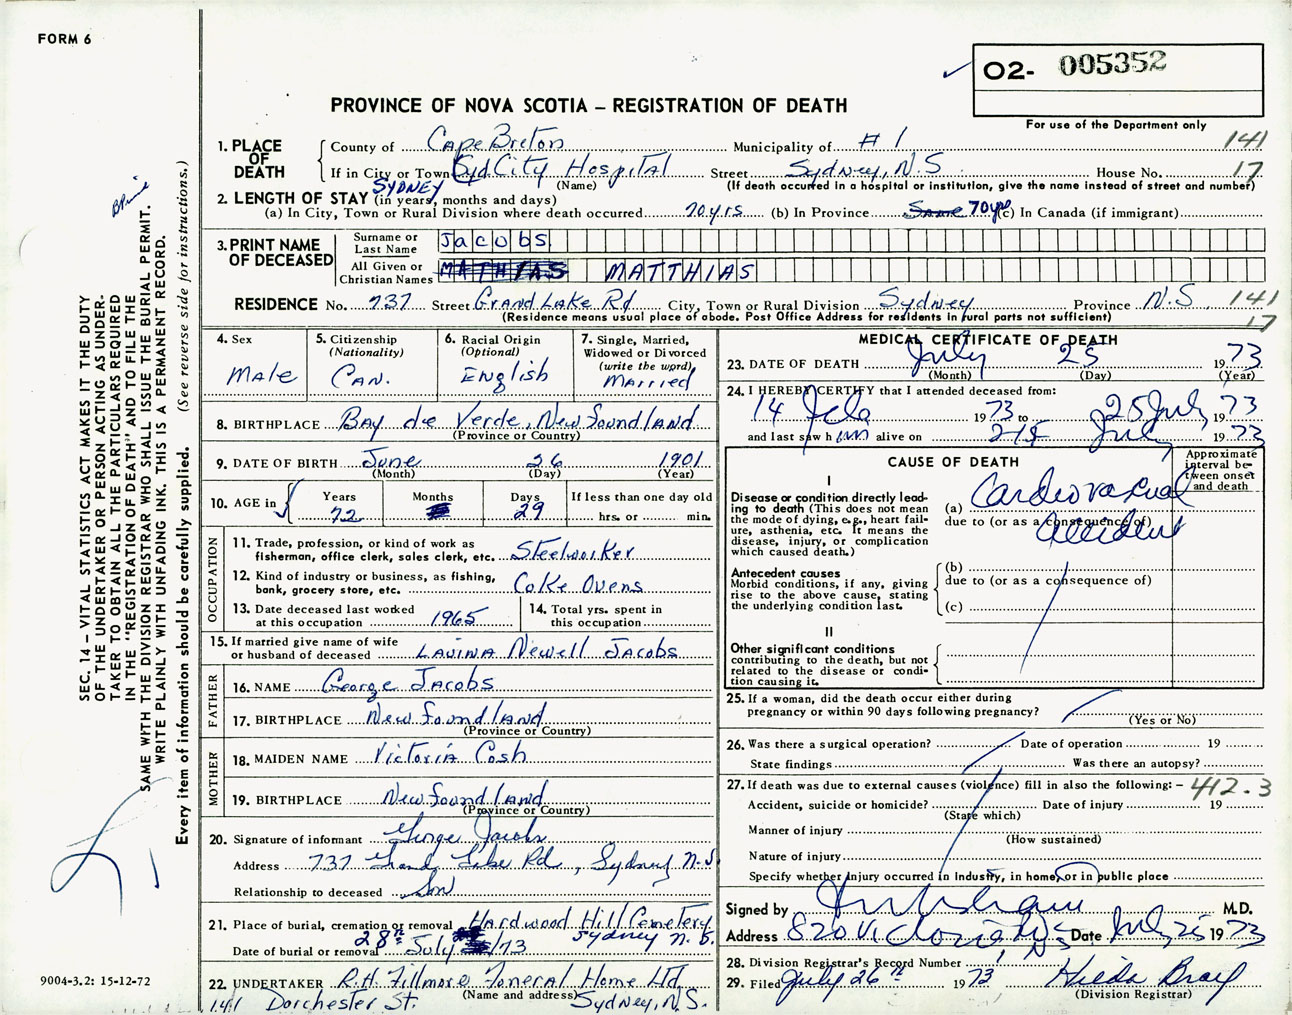 FORM 6
O2- 005352
PROVINCE OF NOVA SCOTIA – REGISTRATION OF DEATH
For use of the Department only
1. PLACE OF DEATH
County of Cape Breton Municipality of #1 141
If in City or Town Syd City Hospital Street Sydney, N.S House No. 17
(Name) (If death occurred in a hospital or institution, give the name instead of street and number)
SYDNEY
2. LENGTH OF STAY (in years, months and days)
(a) In City, Town or Rural Division where death occurred 70 yrs (b) In Province Same 70 yrs (c) In Canada (if immigrant)
3. PRINT NAME OF DECEASED
Surname or Last Name Jacobs
All Given or Christian Names MATHIAS MATTHIAS
RESIDENCE No. 737 Street Grand Lake Rd City, Town or Rural Division Sydney Province N.S 141
(Residence means usual place of abode. Post Office Address for residents in rural parts not sufficient) 17
4. Sex Male
5. Citizenship (Nationality) CAN.
6. Racial Origin (Optional) English
7. Single, Married, Widowed or Divorced (write the word) Married
8. BIRTHPLACE Bay de Verde, Newfoundland
(Province or Country)
9. DATE OF BIRTH June 26 1901
(Month) (Day) (Year)
10. AGE in Years 72 Months Days 29 If less than one day old hrs. or min.
OCCUPATION
11. Trade, profession, or kind of work as fisherman, office clerk, sales clerk, etc. Steelworker
12. Kind of industry or business, as fishing, bank, grocery store, etc. Coke Ovens
13. Date deceased last worked at this occupation 1965
14. Total yrs. spent in this occupation
15. If married give name of wife or husband of deceased Lavina Newell Jacobs
FATHER
16. NAME George Jacobs
17. BIRTHPLACE Newfoundland
(Province or Country)
MOTHER
18. MAIDEN NAME Victoria Cosh
19. BIRTHPLACE Newfoundland
(Province or Country)
20. Signature of informant George Jacobs
Address 737 Grand Lake Rd, Sydney N.S.
Relationship to deceased Son
21. Place of burial, cremation or removal Hardwood Hill Cemetery
Sydney N.S.
Date of burial or removal 28th July /73
22. UNDERTAKER R.H. Fillmore Funeral Home Ltd
(Name and address)
141 Dorchester St. Sydney, N.S.
MEDICAL CERTIFICATE OF DEATH
23. DATE OF DEATH July 25 1973
(Month) (Day) (Year)
24. I HEREBY CERTIFY that I attended deceased from:
14 1973 to 25 July 1973
and last saw him alive on July 1973
CAUSE OF DEATH
Approximate interval between onset and death
I
Disease or condition directly leading to death (This does not mean the mode of dying, e.g., heart failure, asthenia, etc. It means the disease, injury, or complication which caused death.)
(a) Cardiovascual accident
due to (or as a consequence of)
Antecedent causes
Morbid conditions, if any, giving rise to the above cause, stating the underlying condition last.
(b)
due to (or as a consequence of)
(c)
II
Other significant conditions
contributing to the death, but not related to the disease or condition causing it.
25. If a woman, did the death occur either during pregnancy or within 90 days following pregnancy?
(Yes or No)
26. Was there a surgical operation? Date of operation 19
State findings Was there an autopsy?
27. If death was due to external causes (violence) fill in also the following: – 412.3
Accident, suicide or homicide? Date of injury 19
(State which)
Manner of injury
(How sustained)
Nature of injury
Specify whether injury occurred in industry, in home, or in public place
Signed by M.D.
Address 820 Victoria Rd Date July 25 1973
N.S
28. Division Registrar's Record Number
29. Filed July 26th 1973 Hilda Bray
(Division Registrar)
SEC. 14 – VITAL STATISTICS ACT MAKES IT THE DUTY
OF THE UNDERTAKER OR PERSON ACTING AS UNDERTAKER TO OBTAIN ALL THE PARTICULARS REQUIRED
IN THE "REGISTRATION OF DEATH" AND TO FILE THE
SAME WITH THE DIVISION REGISTRAR WHO SHALL ISSUE THE BURIAL PERMIT.
WRITE PLAINLY WITH UNFADING INK. THIS IS A PERMANENT RECORD.
Every item of information should be carefully supplied. (See reverse side for instructions.)
9004-3.2: 15-12-72